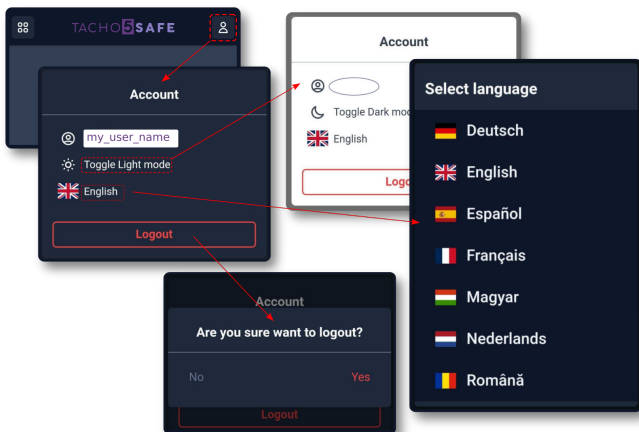 TACHO5SAFE
Account
my_user_name
Toggle Light mode
English
Logout
Account
Toggle Dark mod
English
Logo
Select language
Deutsch
English
Español
Français
Magyar
Nederlands
Română
Account
Are you sure want to logout?
No
Yes
Logout